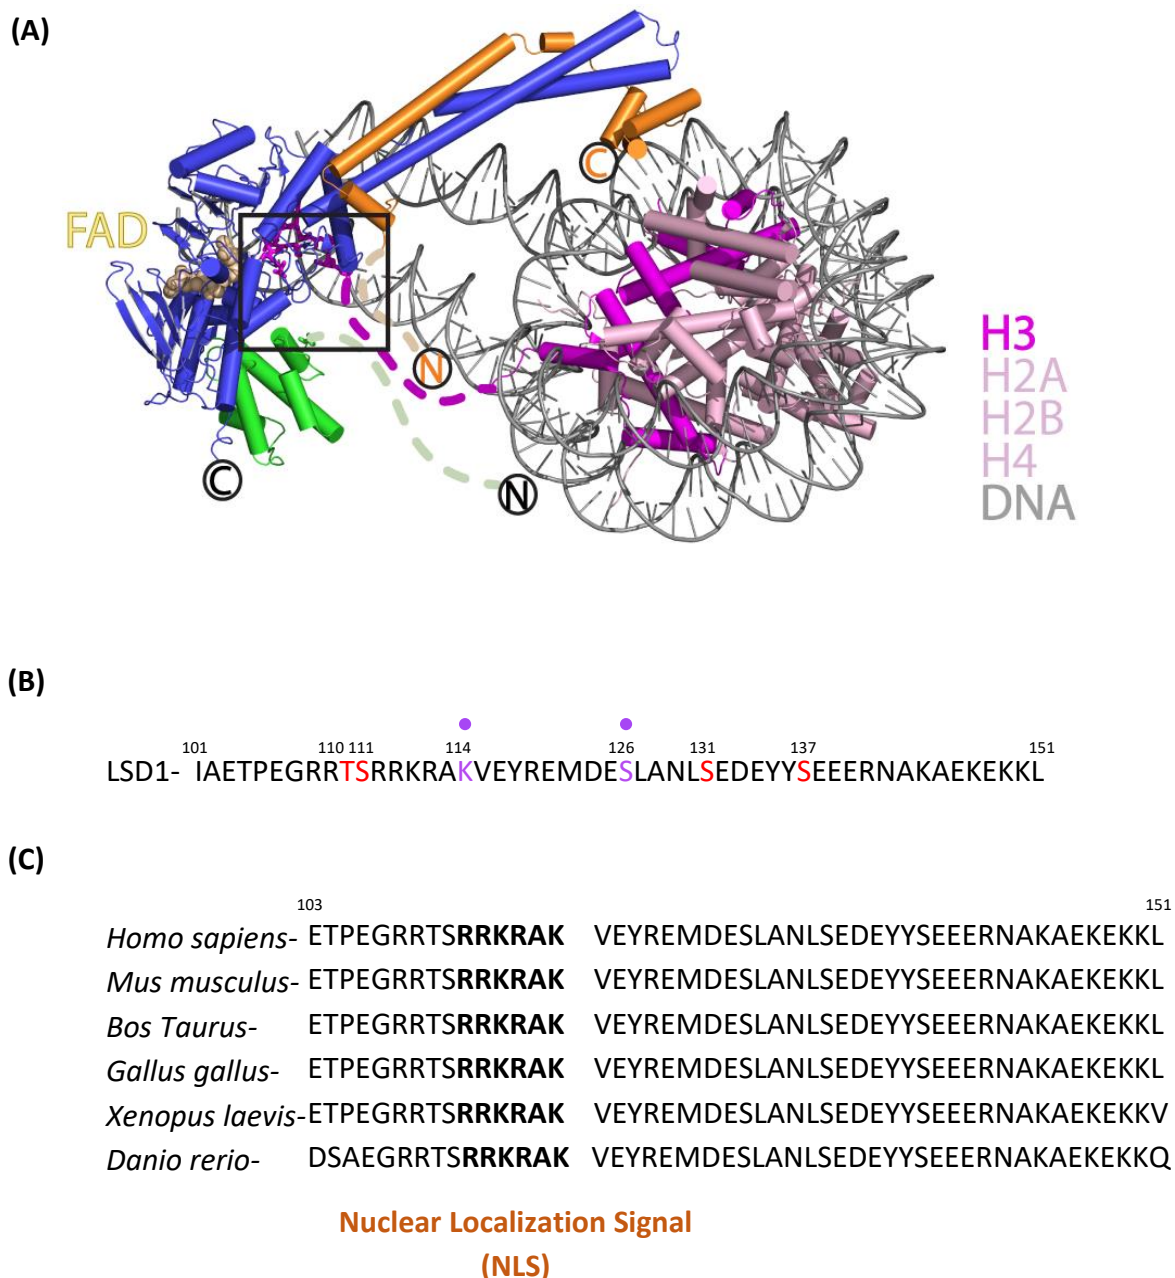 (A)
FAD
C
N
C
N
H3
H2A
H2B
H4
DNA
(B)
101 110 111 114 126 131 137 151
LSD1- IAETPEGRRTSRRKRAKVEYREMDESLANLSEDEYYSEEERNAKAEKEKKL
(C)
103 151
Homo sapiens- ETPEGRRTSRRKRAK VEYREMDESLANLSEDEYYSEEERNAKAEKEKKL
Mus musculus- ETPEGRRTSRRKRAK VEYREMDESLANLSEDEYYSEEERNAKAEKEKKL
Bos Taurus- ETPEGRRTSRRKRAK VEYREMDESLANLSEDEYYSEEERNAKAEKEKKL
Gallus gallus- ETPEGRRTSRRKRAK VEYREMDESLANLSEDEYYSEEERNAKAEKEKKL
Xenopus laevis-ETPEGRRTSRRKRAK VEYREMDESLANLSEDEYYSEEERNAKAEKEKKV
Danio rerio- DSAEGRRTSRRKRAK VEYREMDESLANLSEDEYYSEEERNAKAEKEKKQ
Nuclear Localization Signal
(NLS)